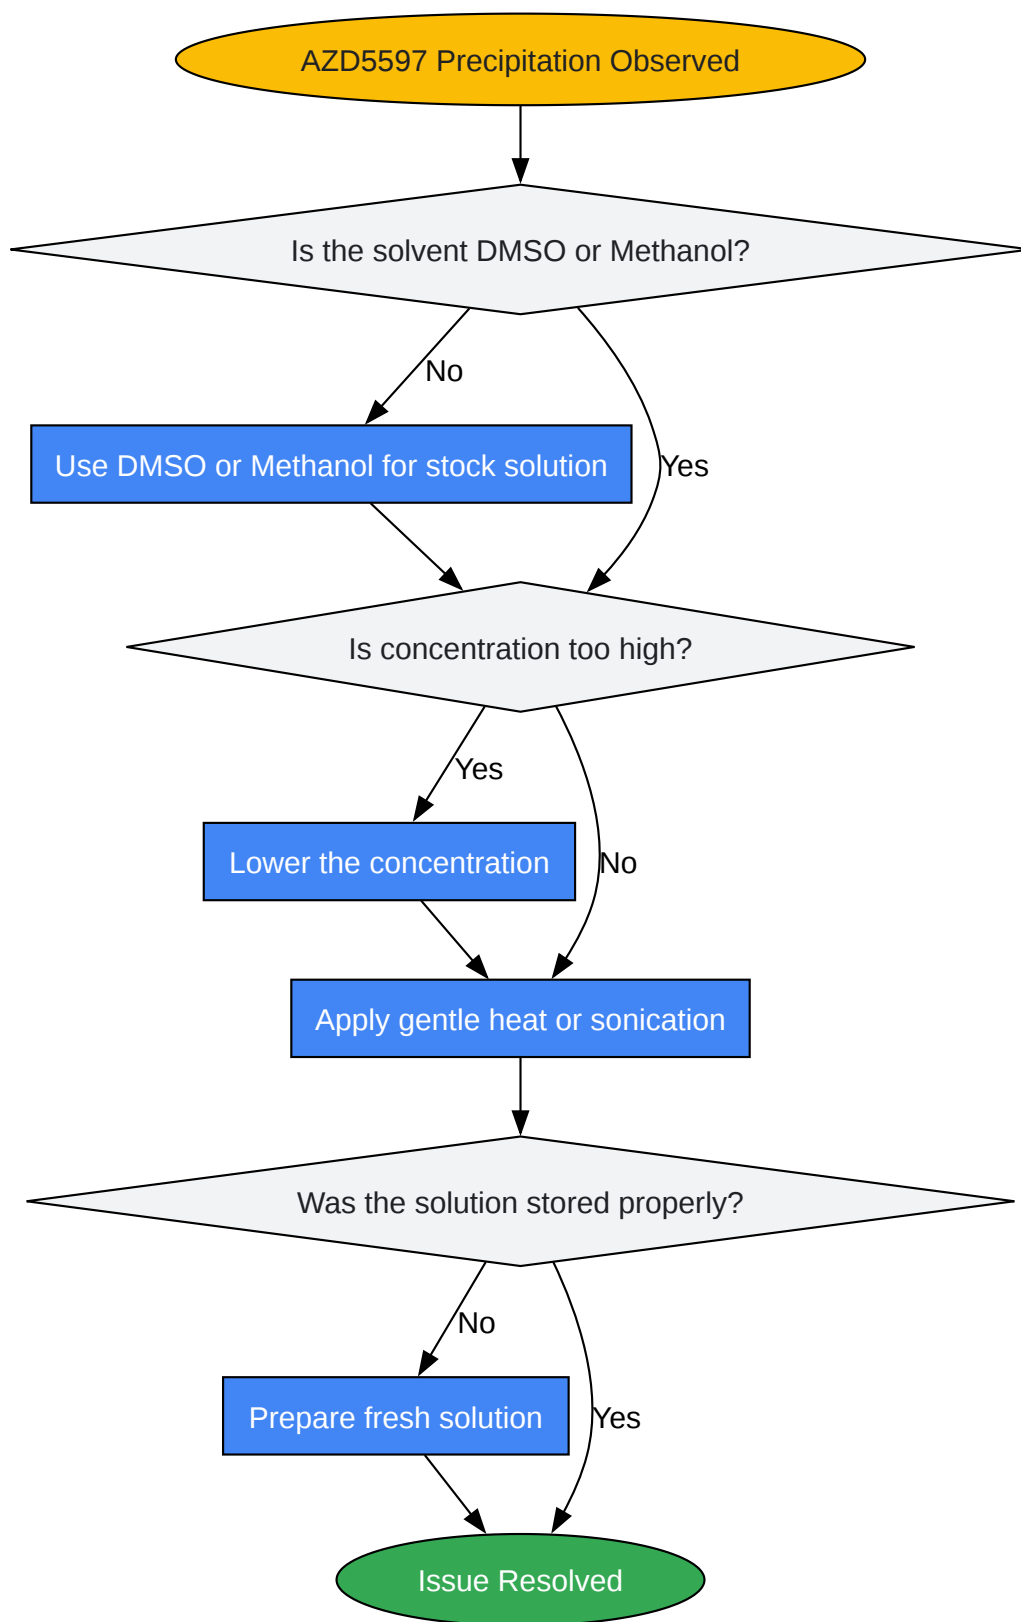 AZD5597 Precipitation Observed
Is the solvent DMSO or Methanol?
No
Use DMSO or Methanol for stock solution
Yes
Is concentration too high?
Yes
Lower the concentration
No
Apply gentle heat or sonication
Was the solution stored properly?
No
Prepare fresh solution
Yes
Issue Resolved